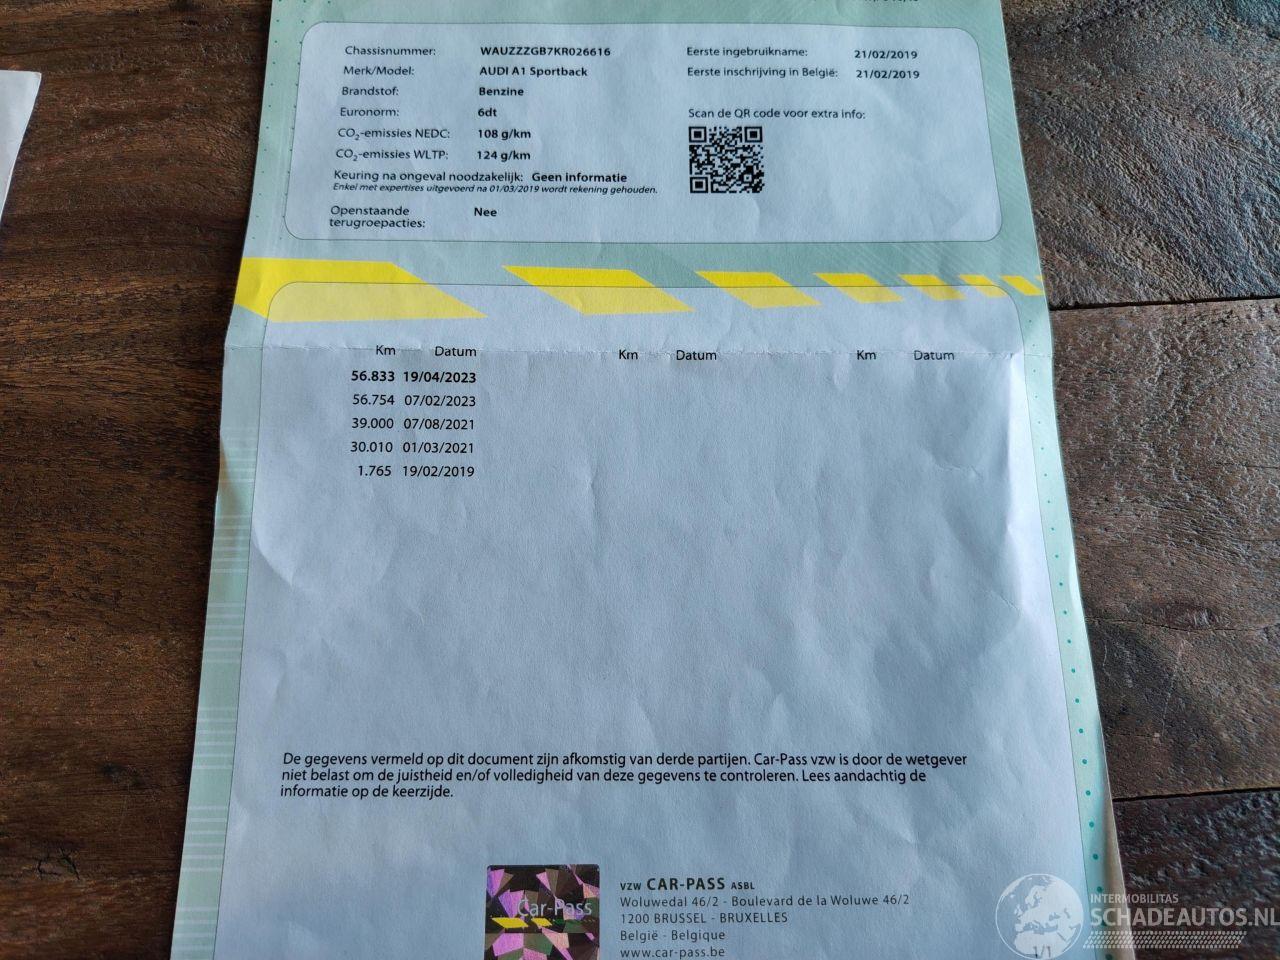 Chassisnummer: WAUZZZGB7KR026616 Eerste ingebruikname: 21/02/2019
Merk/Model: AUDI A1 Sportback Eerste inschrijving in België: 21/02/2019
Brandstof: Benzine
Euronorm: 6dt Scan de QR code voor extra info:
CO₂-emissies NEDC: 108 g/km
CO₂-emissies WLTP: 124 g/km
Keuring na ongeval noodzakelijk: Geen informatie
Enkel met expertises uitgevoerd na 01/03/2019 wordt rekening gehouden.
Openstaande Nee
terugroepacties:
Km Datum Km Datum Km Datum
56.833 19/04/2023
56.754 07/02/2023
39.000 07/08/2021
30.010 01/03/2021
1.765 19/02/2019
De gegevens vermeld op dit document zijn afkomstig van derde partijen. Car-Pass vzw is door de wetgever
niet belast om de juistheid en/of volledigheid van deze gegevens te controleren. Lees aandachtig de
informatie op de keerzijde.
Car-Pass
VZW CAR-PASS ASBL
Woluwedal 46/2 - Boulevard de la Woluwe 46/2
1200 BRUSSEL - BRUXELLES
België - Belgique
www.car-pass.be
1/1
INTERMOBILITAS
SCHADEAUTOS.NL